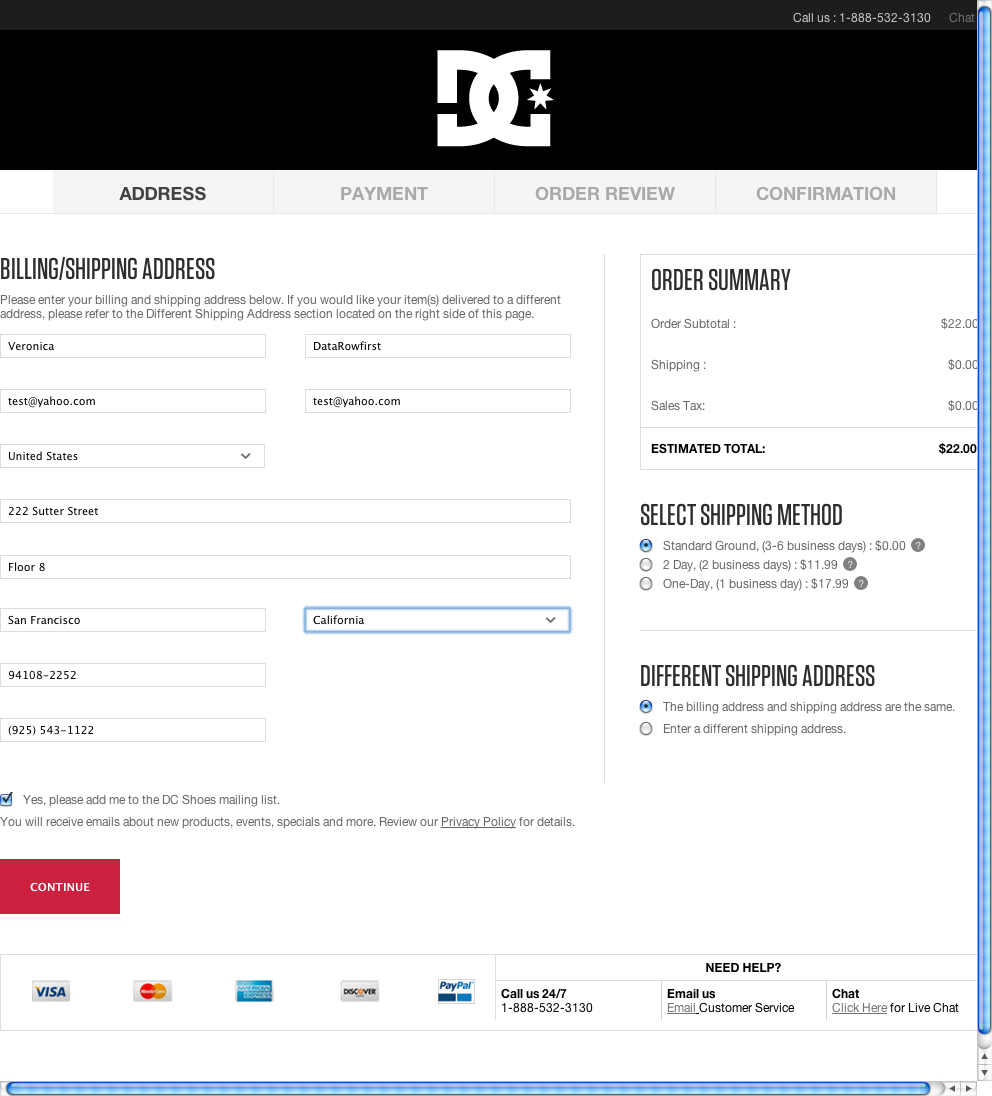 Call us : 1-888-532-3130 Chat
DC
ADDRESS PAYMENT ORDER REVIEW CONFIRMATION
BILLING/SHIPPING ADDRESS
Please enter your billing and shipping address below. If you would like your item(s) delivered to a different
address, please refer to the Different Shipping Address section located on the right side of this page.
Veronica DataRowfirst
test@yahoo.com test@yahoo.com
United States
222 Sutter Street
Floor 8
San Francisco California
94108-2252
(925) 543-1122
Yes, please add me to the DC Shoes mailing list.
You will receive emails about new products, events, specials and more. Review our Privacy Policy for details.
CONTINUE
ORDER SUMMARY
Order Subtotal : $22.00
Shipping : $0.00
Sales Tax: $0.00
ESTIMATED TOTAL: $22.00
SELECT SHIPPING METHOD
Standard Ground, (3-6 business days) : $0.00 ?
2 Day, (2 business days) : $11.99 ?
One-Day, (1 business day) : $17.99 ?
DIFFERENT SHIPPING ADDRESS
The billing address and shipping address are the same.
Enter a different shipping address.
VISA MasterCard AMERICAN EXPRESS DISCOVER PayPal
NEED HELP?
Call us 24/7
1-888-532-3130
Email us
Email Customer Service
Chat
Click Here for Live Chat